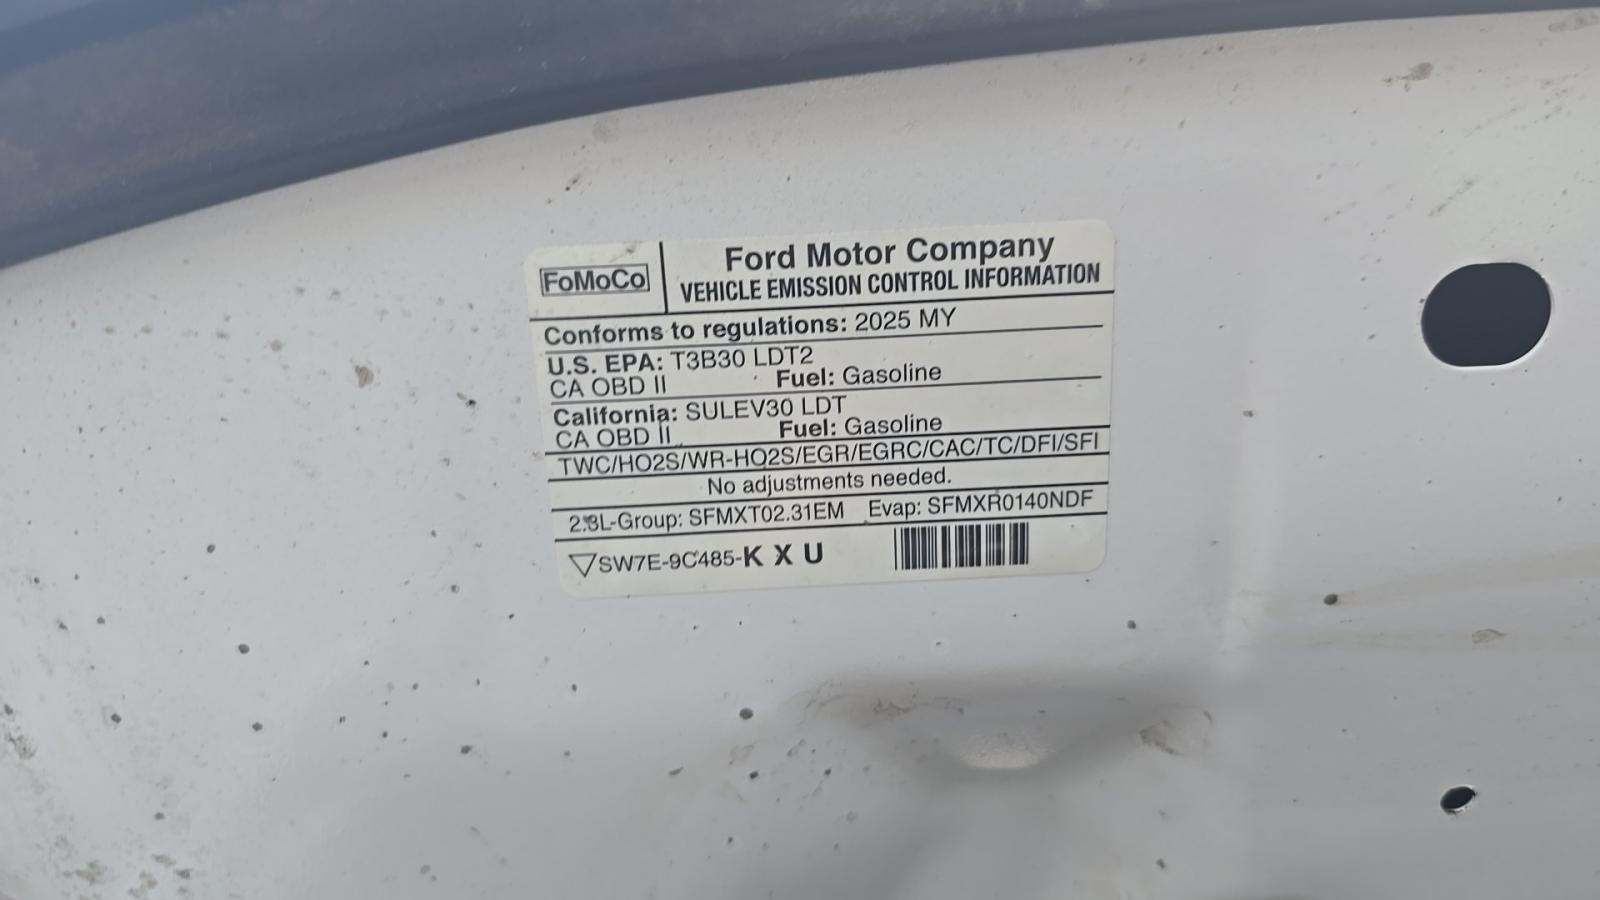 FoMoCo
Ford Motor Company
VEHICLE EMISSION CONTROL INFORMATION
Conforms to regulations: 2025 MY
U.S. EPA: T3B30 LDT2
CA OBD II Fuel: Gasoline
California: SULEV30 LDT
CA OBD II Fuel: Gasoline
TWC/HO2S/WR-HO2S/EGR/EGRC/CAC/TC/DFI/SFI
No adjustments needed.
2.3L-Group: SFMXT02.31EM Evap: SFMXR0140NDF
SW7E-9C485-K X U